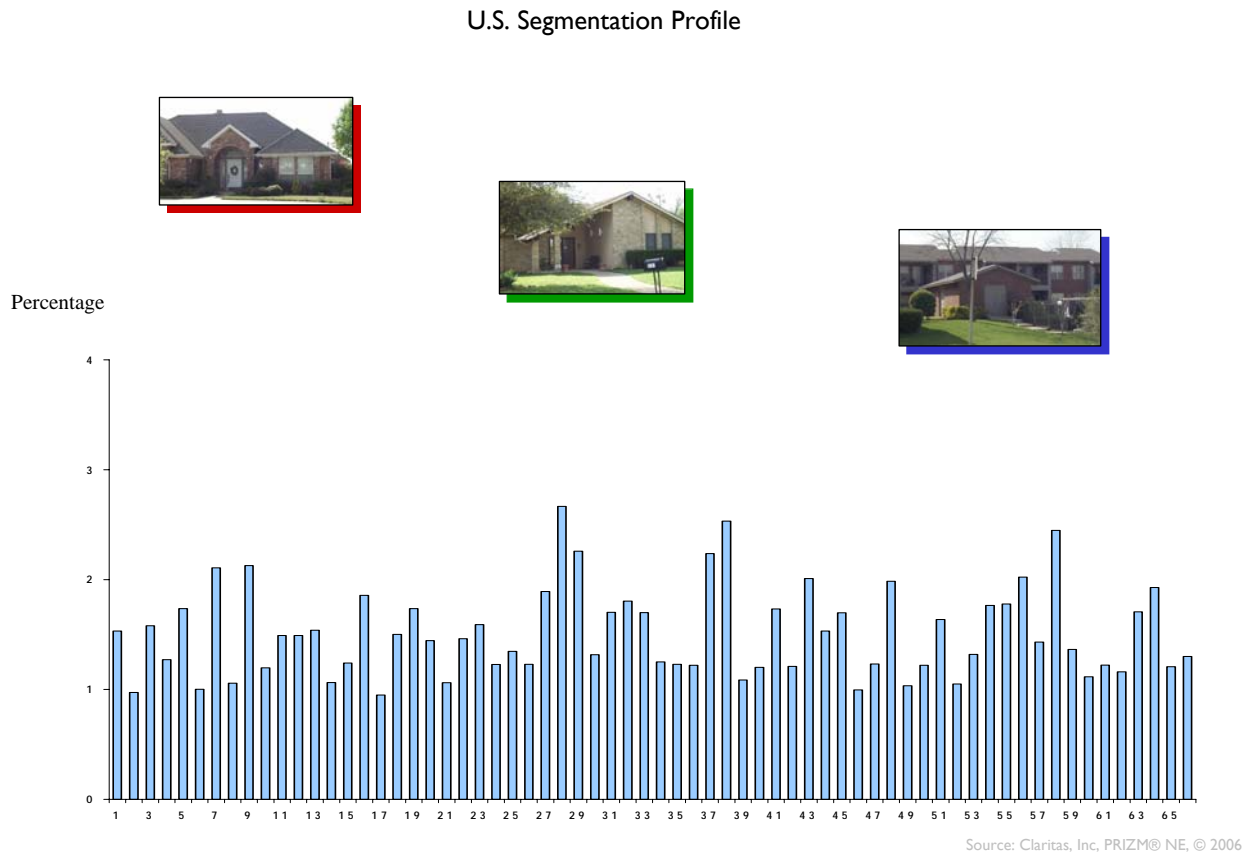 U.S. Segmentation Profile
Percentage
4
3
2
1
0
1 3 5 7 9 11 13 15 17 19 21 23 25 27 29 31 33 35 37 39 41 43 45 47 49 51 53 55 57 59 61 63 65
Source: Claritas, Inc, PRIZM® NE, © 2006